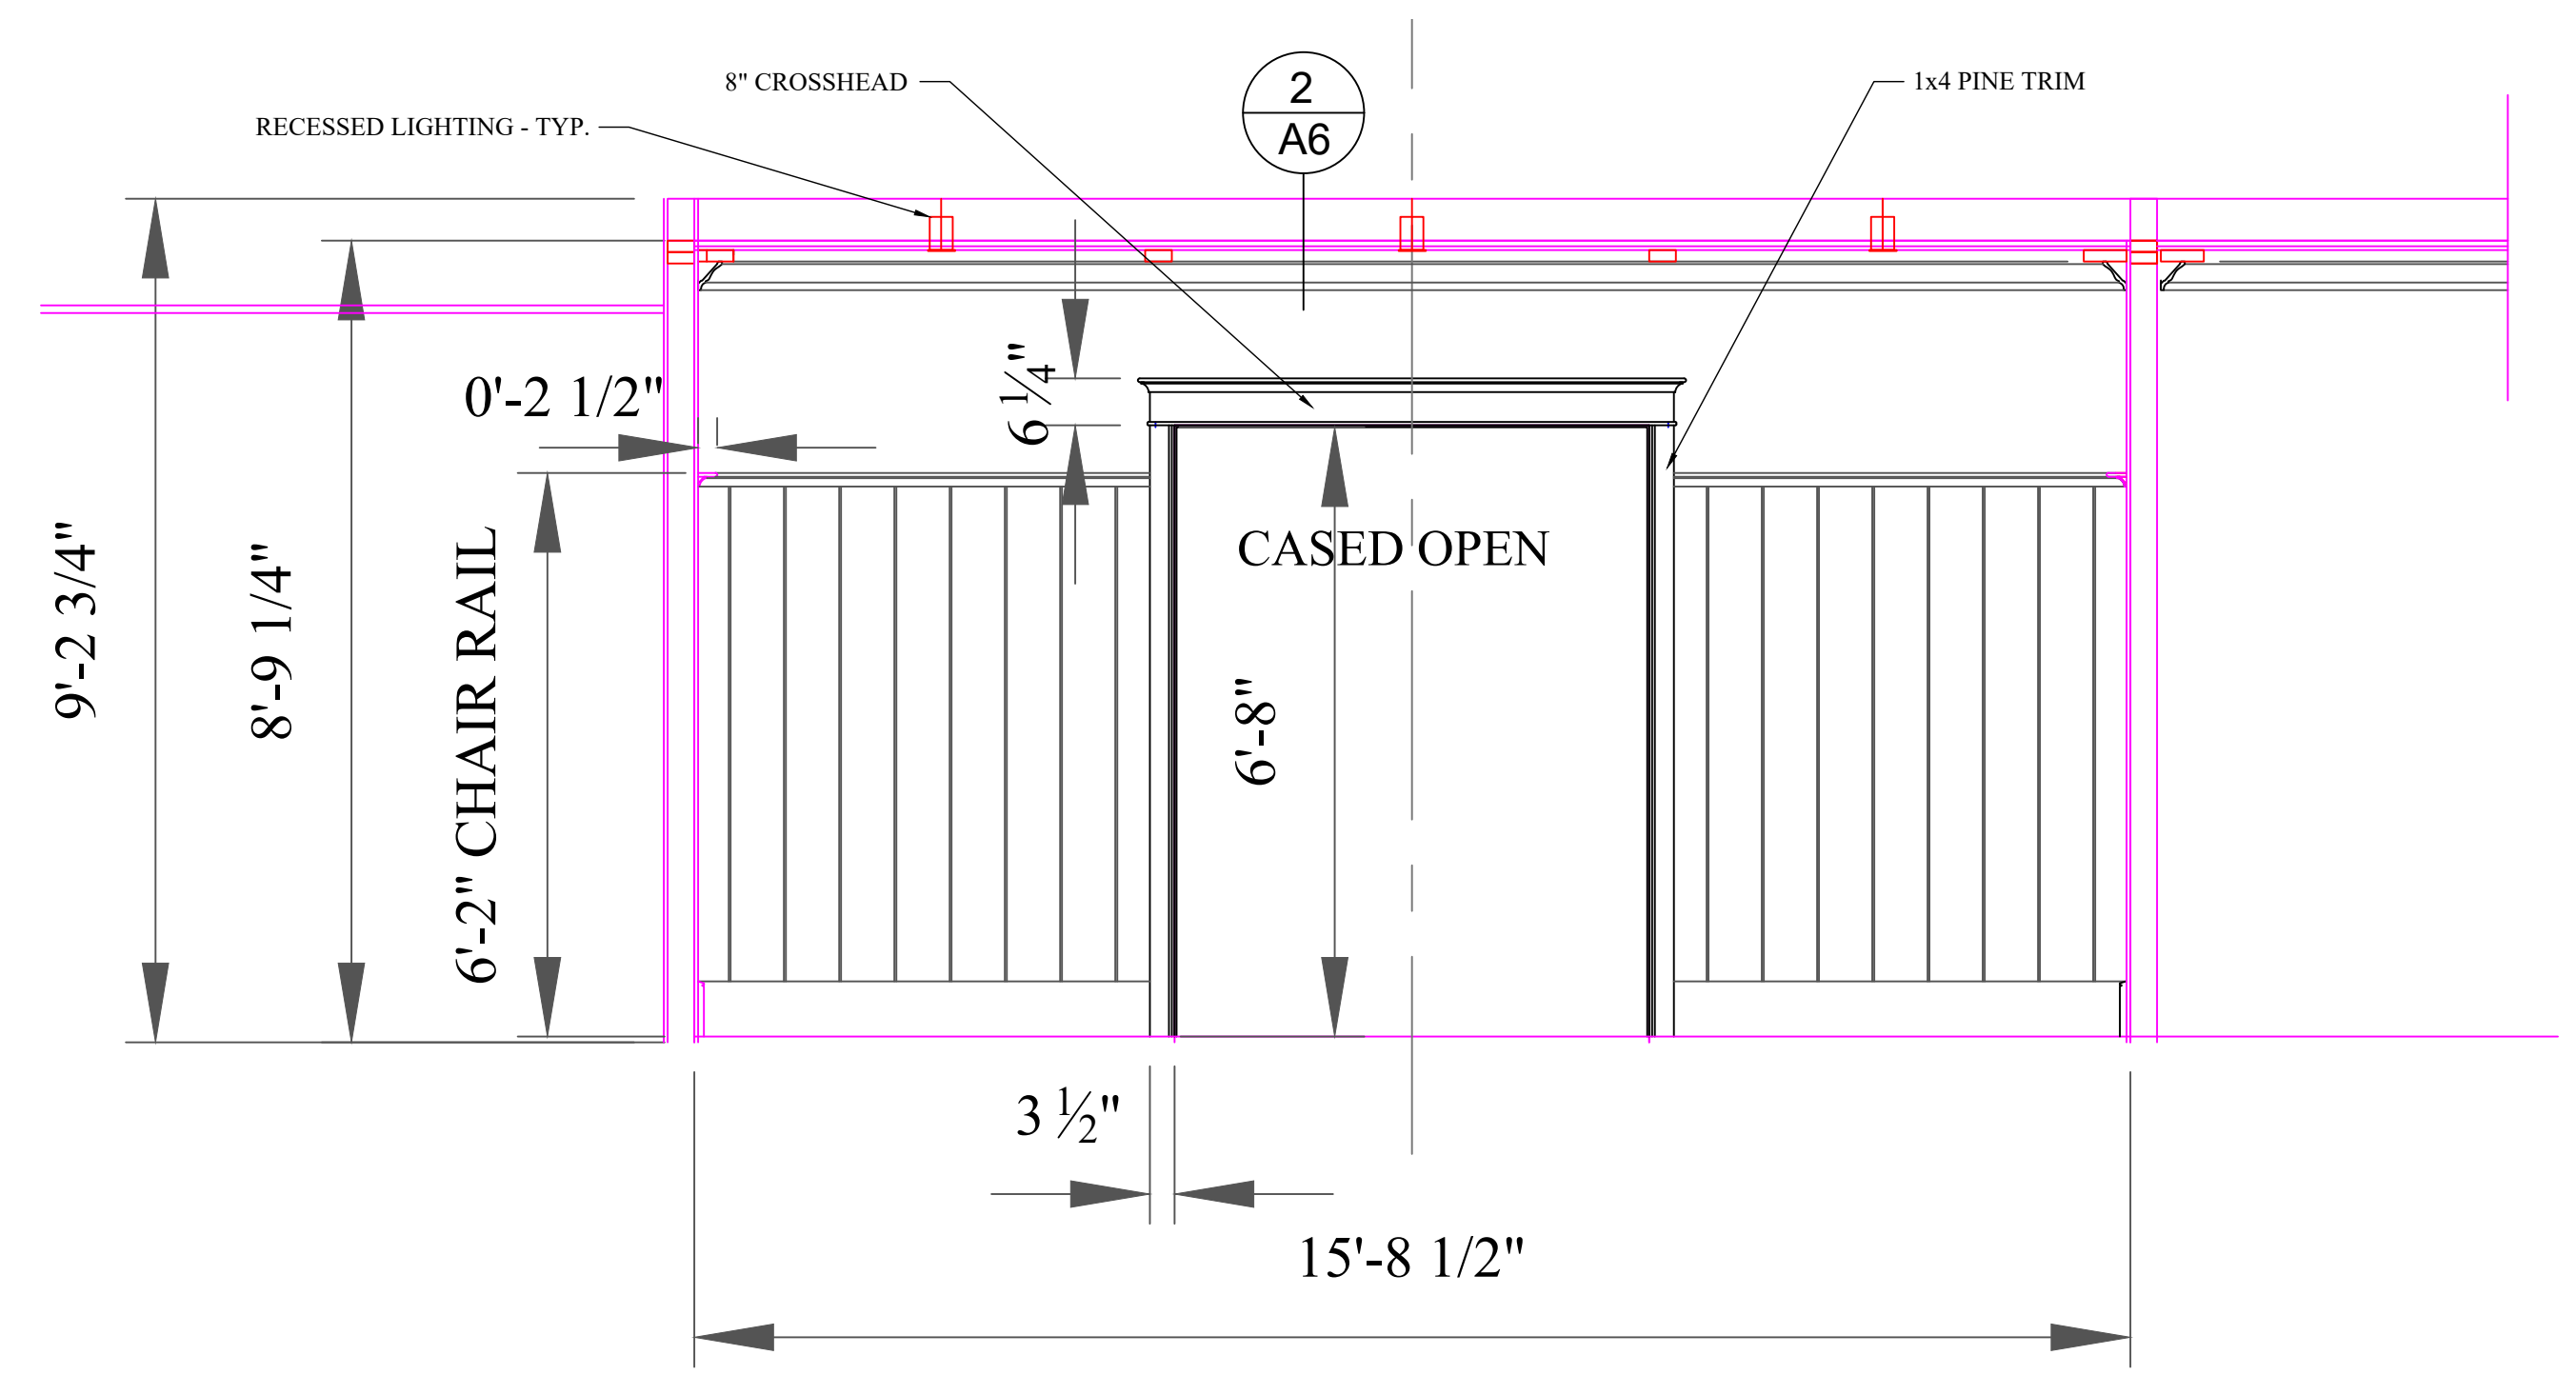 2
A6
8" CROSSHEAD
1x4 PINE TRIM
RECESSED LIGHTING - TYP.
0'-2 1/2"
6 1/4"
9'-2 3/4"
8'-9 1/4"
6'-2" CHAIR RAIL
CASED OPEN
6'-8"
3 1/2"
15'-8 1/2"